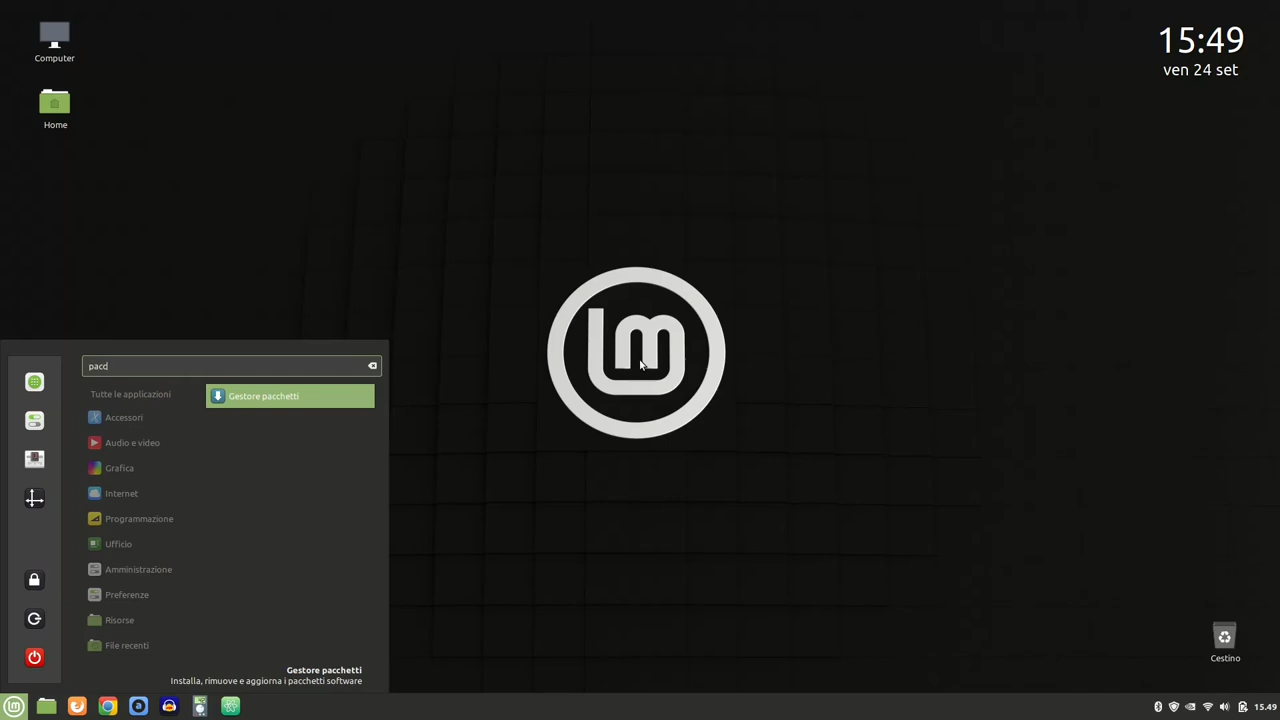 Computer
Home
15:49
ven 24 set
pacd
Tutte le applicazioni
Gestore pacchetti
Accessori
Audio e video
Grafica
Internet
Programmazione
Ufficio
Amministrazione
Preferenze
Risorse
File recenti
Gestore pacchetti
Installa, rimuove e aggiorna i pacchetti software
Cestino
15.49